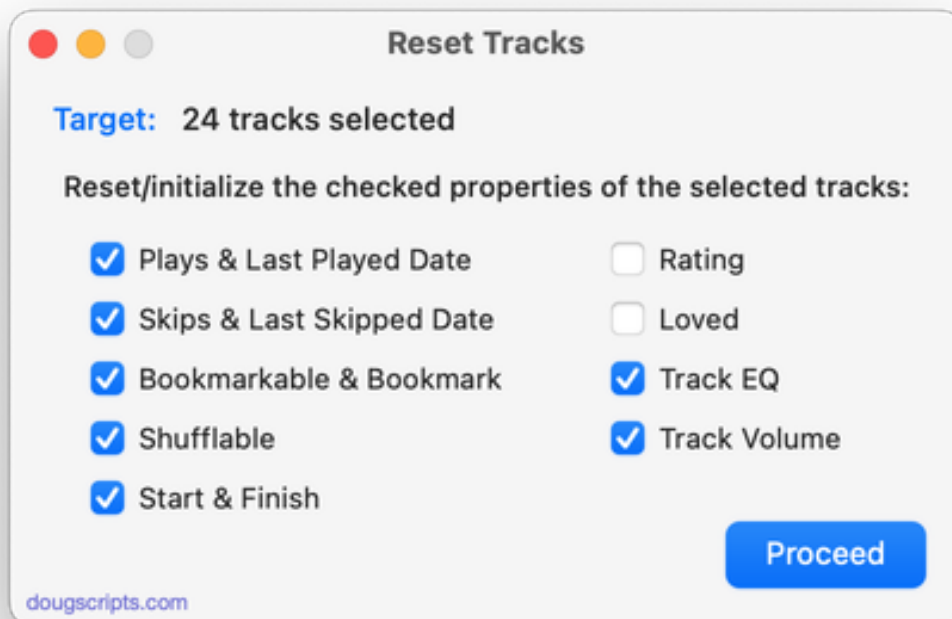 Reset Tracks
Target: 24 tracks selected
Reset/initialize the checked properties of the selected tracks:
Plays & Last Played Date
Skips & Last Skipped Date
Bookmarkable & Bookmark
Shufflable
Start & Finish
Rating
Loved
Track EQ
Track Volume
Proceed
dougscripts.com